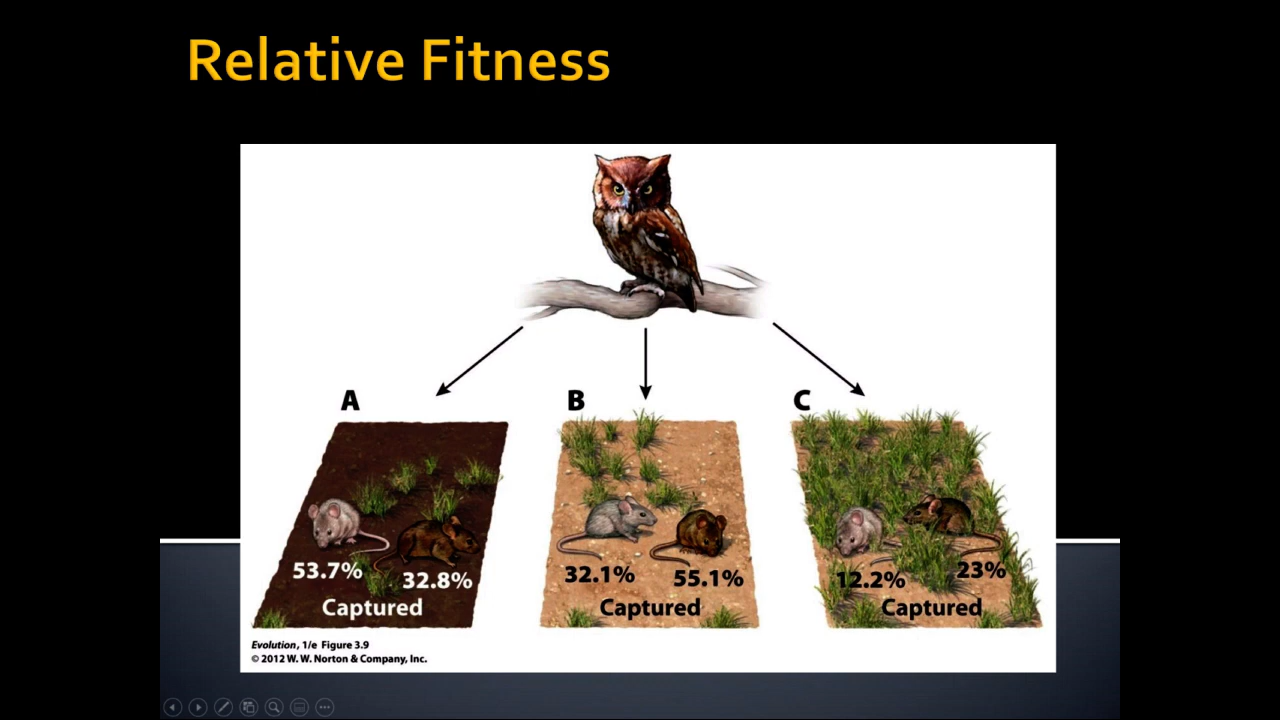 Relative Fitness
A
B
C
53.7%
32.8%
Captured
32.1%
55.1%
Captured
12.2%
23%
Captured
Evolution, 1/e Figure 3.9
© 2012 W. W. Norton & Company, Inc.